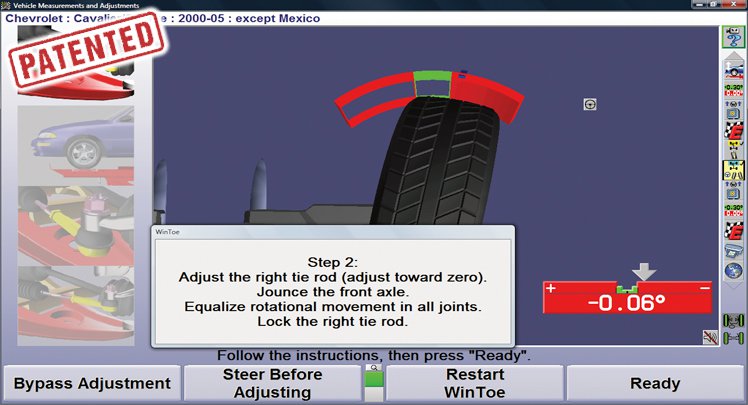 Vehicle Measurements and Adjustments
Chevrolet : Cavalier : 2000-05 : except Mexico
PATENTED
WinToe
Step 2:
Adjust the right tie rod (adjust toward zero).
Jounce the front axle.
Equalize rotational movement in all joints.
Lock the right tie rod.
+ −
-0.06°
Follow the instructions, then press "Ready".
Bypass Adjustment
Steer Before
Adjusting
Restart
WinToe
Ready